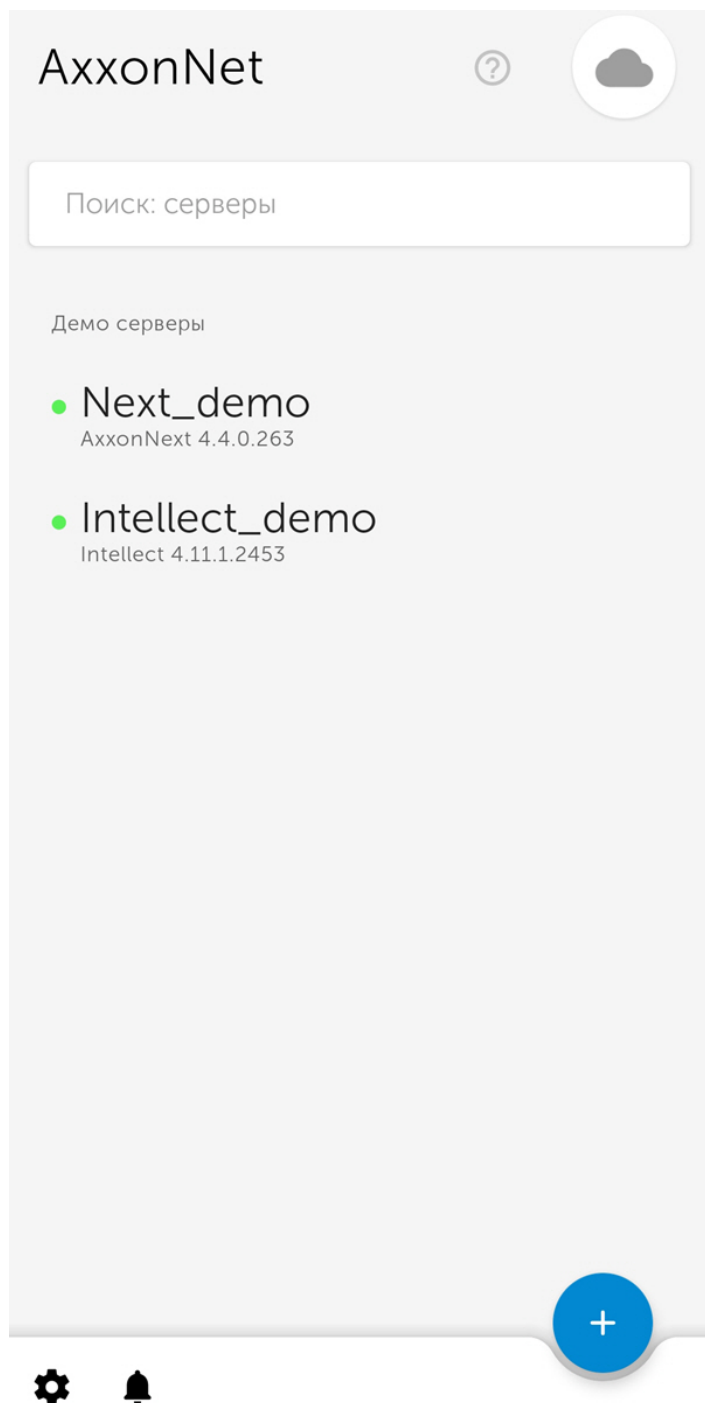 AxxonNet
Поиск: серверы
Демо серверы
Next_demo
AxxonNext 4.4.0.263
Intellect_demo
Intellect 4.11.1.2453